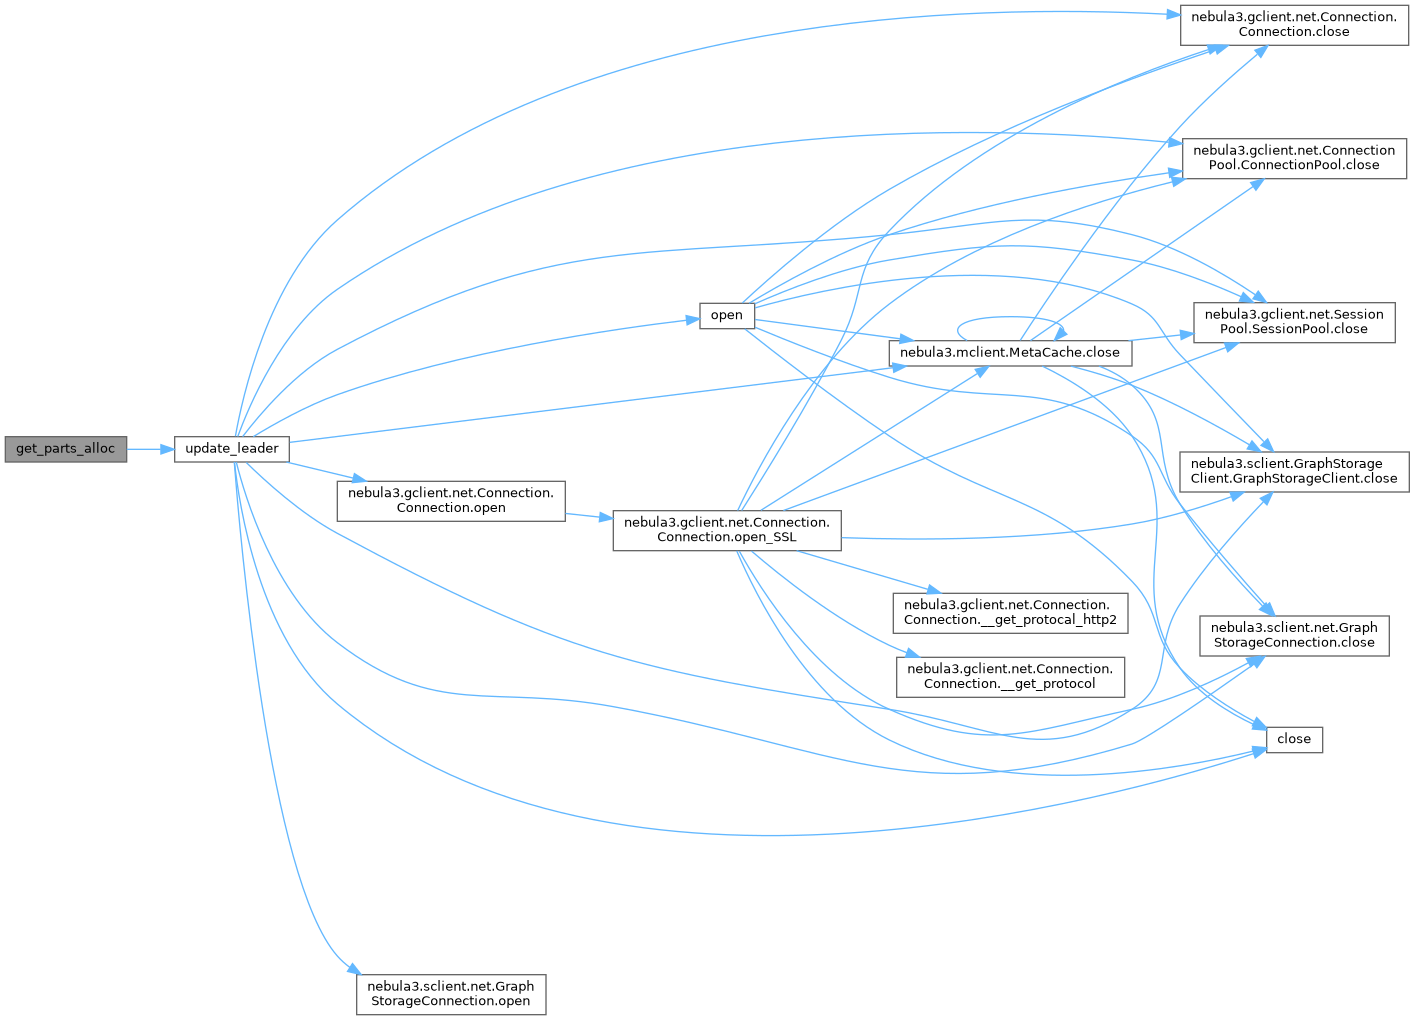 nebula3.gclient.net.Connection.
Connection.close
nebula3.gclient.net.Connection
Pool.ConnectionPool.close
open
nebula3.gclient.net.Session
Pool.SessionPool.close
nebula3.mclient.MetaCache.close
get_parts_alloc
update_leader
nebula3.sclient.GraphStorage
Client.GraphStorageClient.close
nebula3.gclient.net.Connection.
Connection.open
nebula3.gclient.net.Connection.
Connection.open_SSL
nebula3.gclient.net.Connection.
Connection.__get_protocal_http2
nebula3.sclient.net.Graph
StorageConnection.close
nebula3.gclient.net.Connection.
Connection.__get_protocol
close
nebula3.sclient.net.Graph
StorageConnection.open